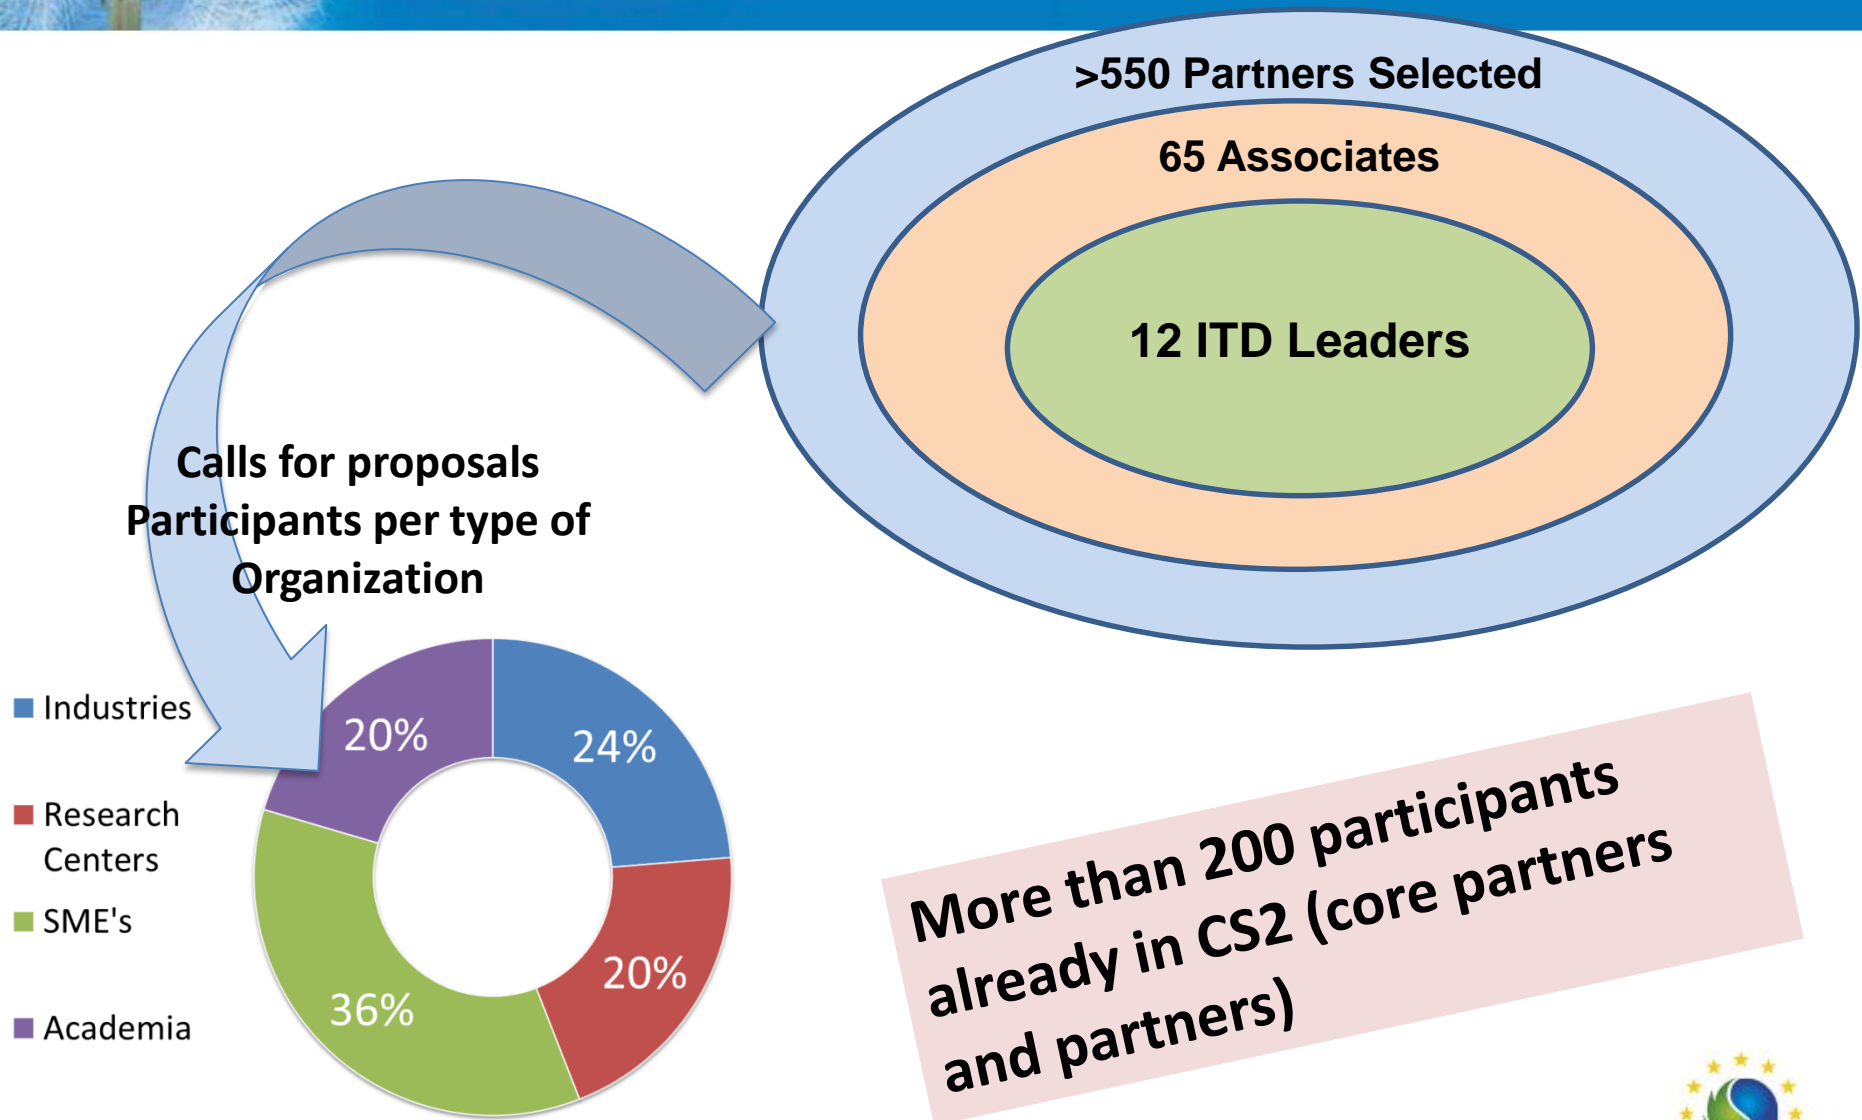 >550 Partners Selected
65 Associates
12 ITD Leaders
Calls for proposals
Participants per type of
Organization
Industries
Research
Centers
SME's
Academia
20%
24%
20%
36%
More than 200 participants
already in CS2 (core partners
and partners)